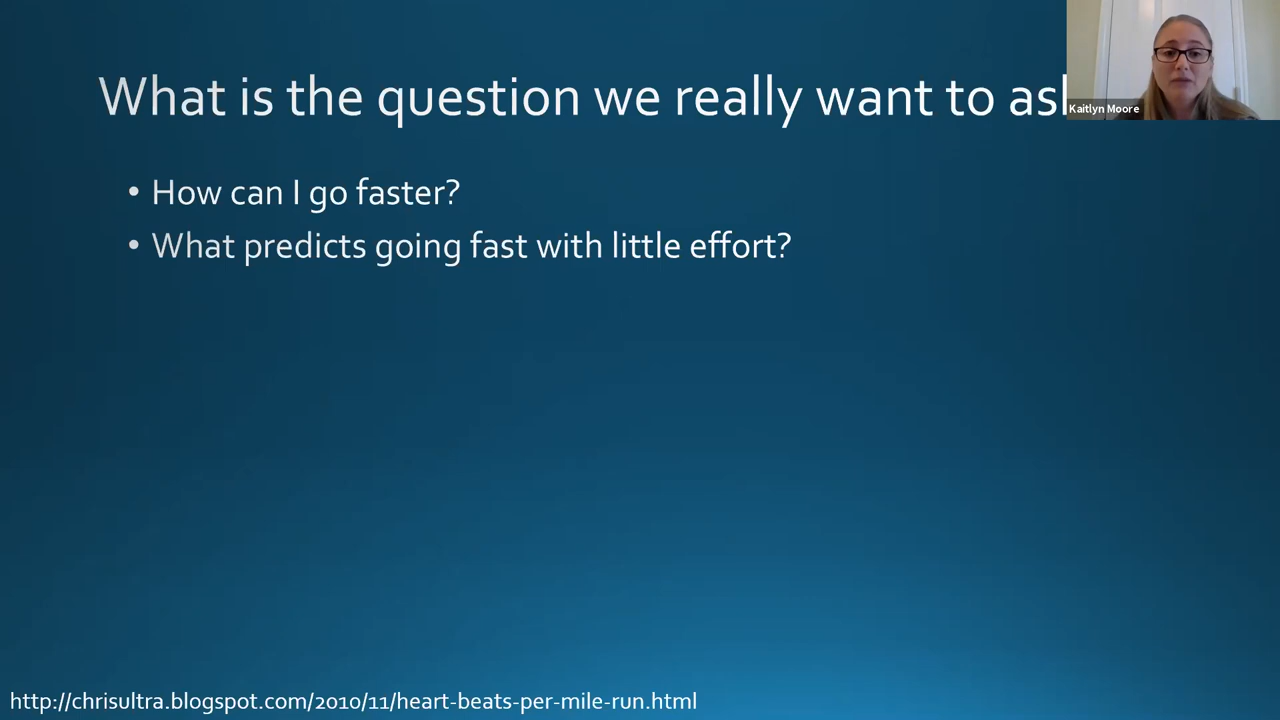 What is the question we really want to
Kaitlyn Moore
• How can I go faster?
• What predicts going fast with little effort?
http://chrisultra.blogspot.com/2010/11/heart-beats-per-mile-run.html